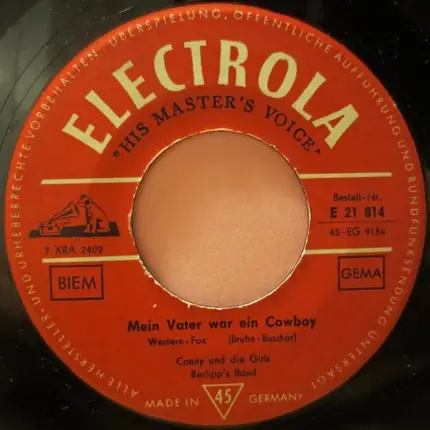 ALLE HERSTELLER- UND URHEBERRECHTE VORBEHALTEN. ÜBERSPIELUNG, ÖFFENTLICHE AUFFÜHRUNG UND RUNDFUNKSENDUNG UNTERSAGT
ELECTROLA
"HIS MASTER'S VOICE"
Bestell-Nr.
E 21 814
45-EG 9184
7 XRA 2409
BIEM
GEMA
Mein Vater war ein Cowboy
Western-Fox (Bruhn-Buschor)
Conny und die Girls
Berlipp's Band
MADE IN 45 GERMANY